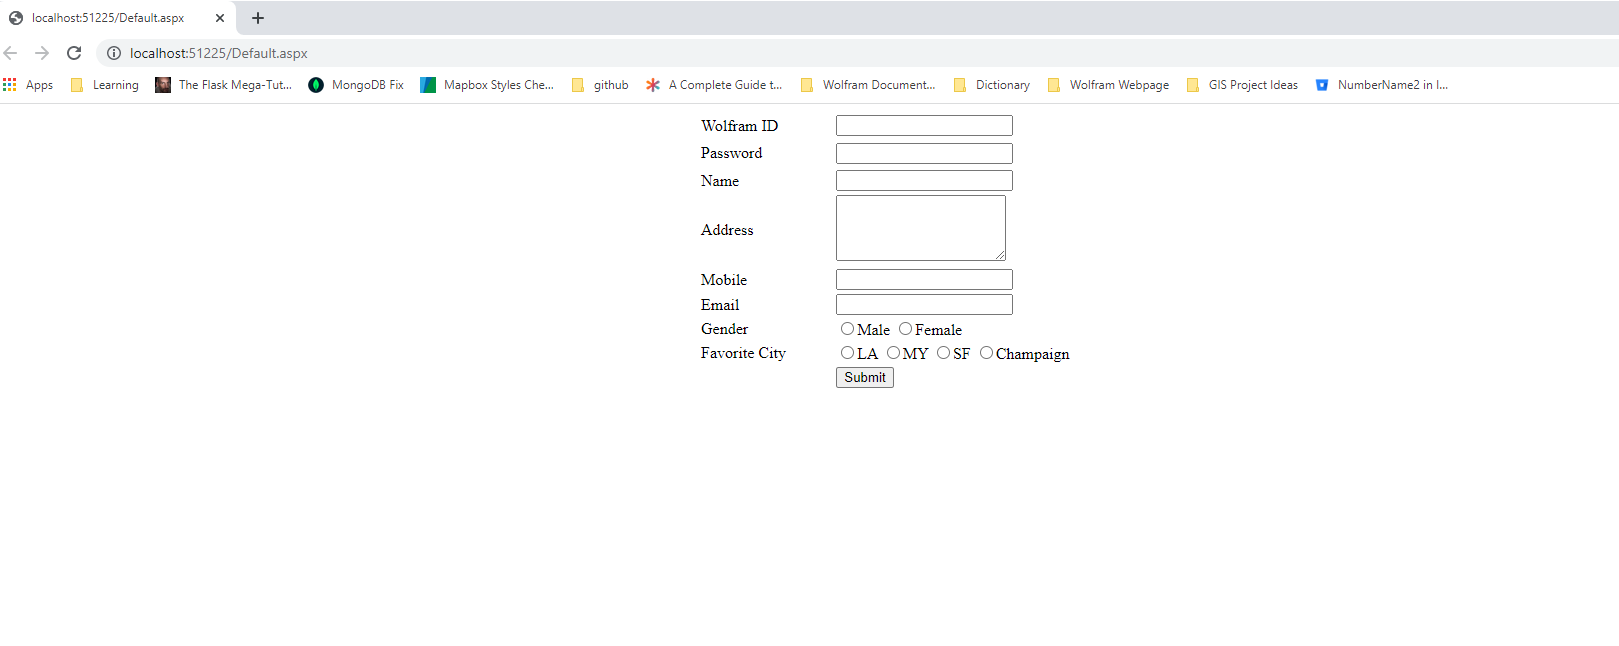 localhost:51225/Default.aspx
localhost:51225/Default.aspx
Apps Learning The Flask Mega-Tut... MongoDB Fix Mapbox Styles Che... github A Complete Guide t... Wolfram Document... Dictionary Wolfram Webpage GIS Project Ideas NumberName2 in I...
Wolfram ID
Password
Name
Address
Mobile
Email
Gender Male Female
Favorite City LA MY SF Champaign
Submit